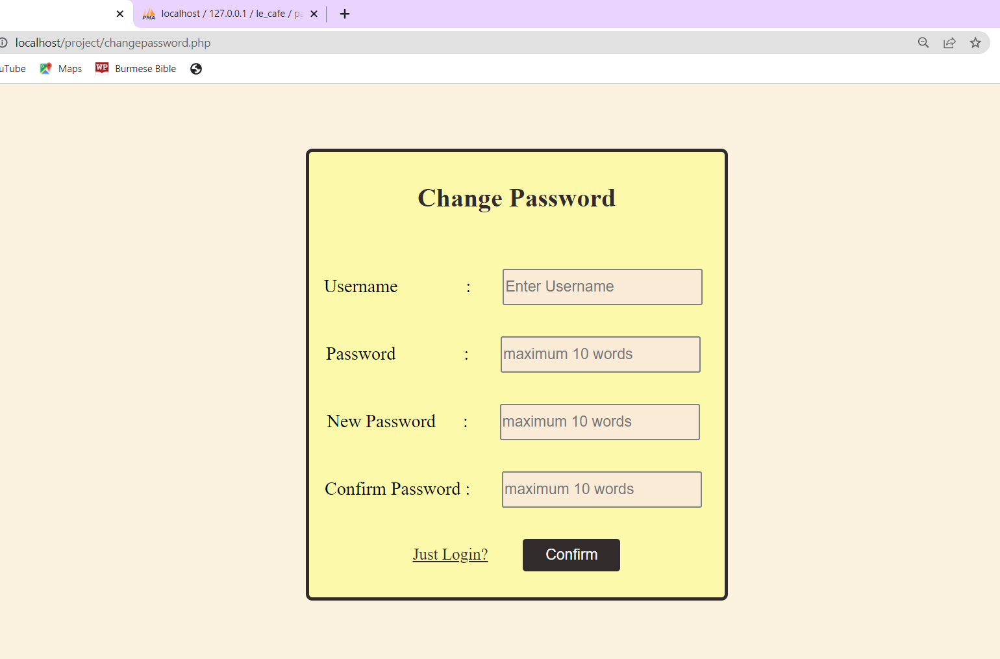 localhost / 127.0.0.1 / le_cafe / pa
localhost/project/changepassword.php
uTube Maps WP Burmese Bible
Change Password
Username : Enter Username
Password : maximum 10 words
New Password : maximum 10 words
Confirm Password : maximum 10 words
Just Login? Confirm